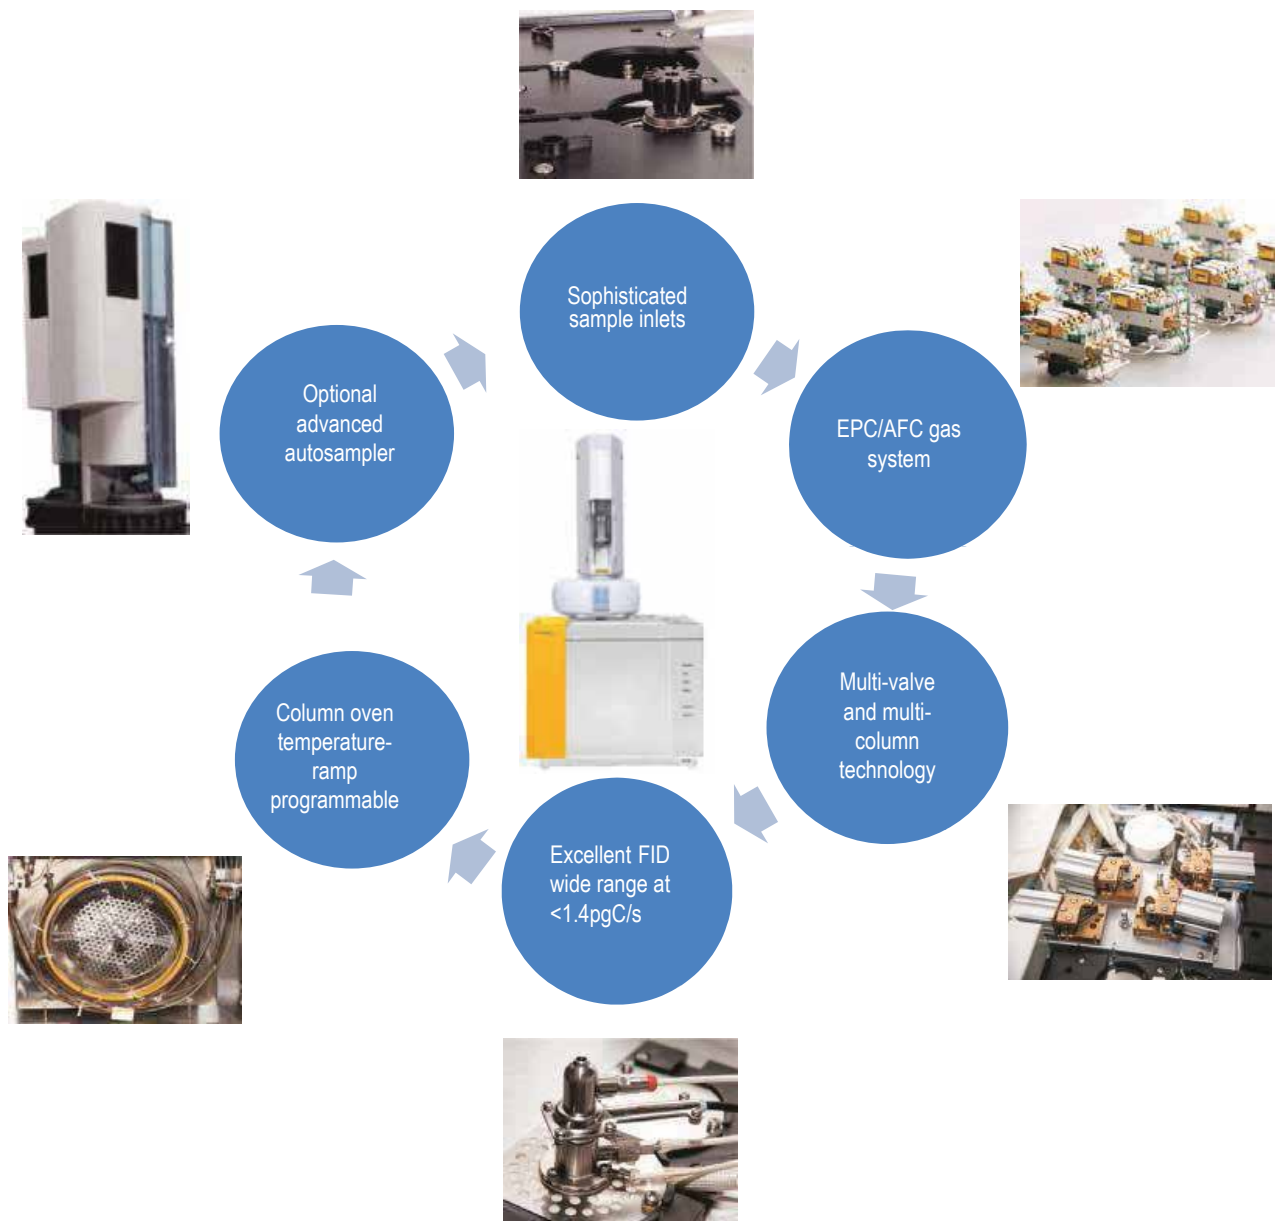 Sophisticated
sample inlets
EPC/AFC gas
system
Multi-valve
and multi-
column
technology
Excellent FID
wide range at
<1.4pgC/s
Column oven
temperature-
ramp
programmable
Optional
advanced
autosampler